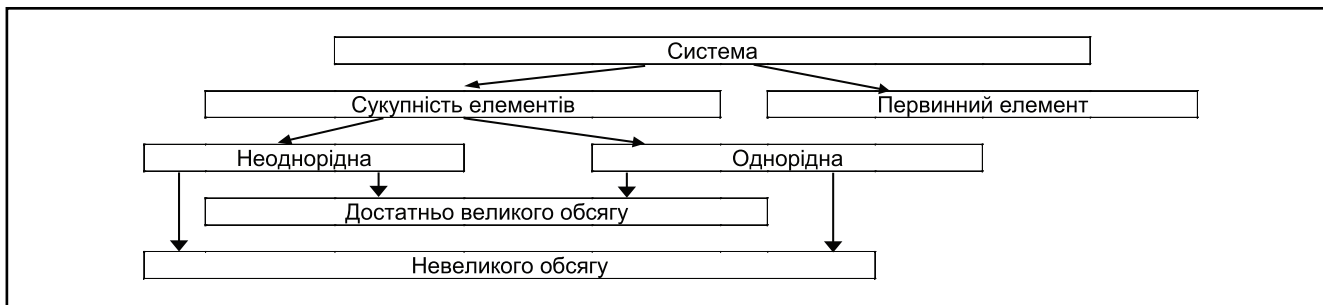 Система
Сукупність елементів Первинний елемент
Неоднорідна Однорідна
Достатньо великого обсягу
Невеликого обсягу